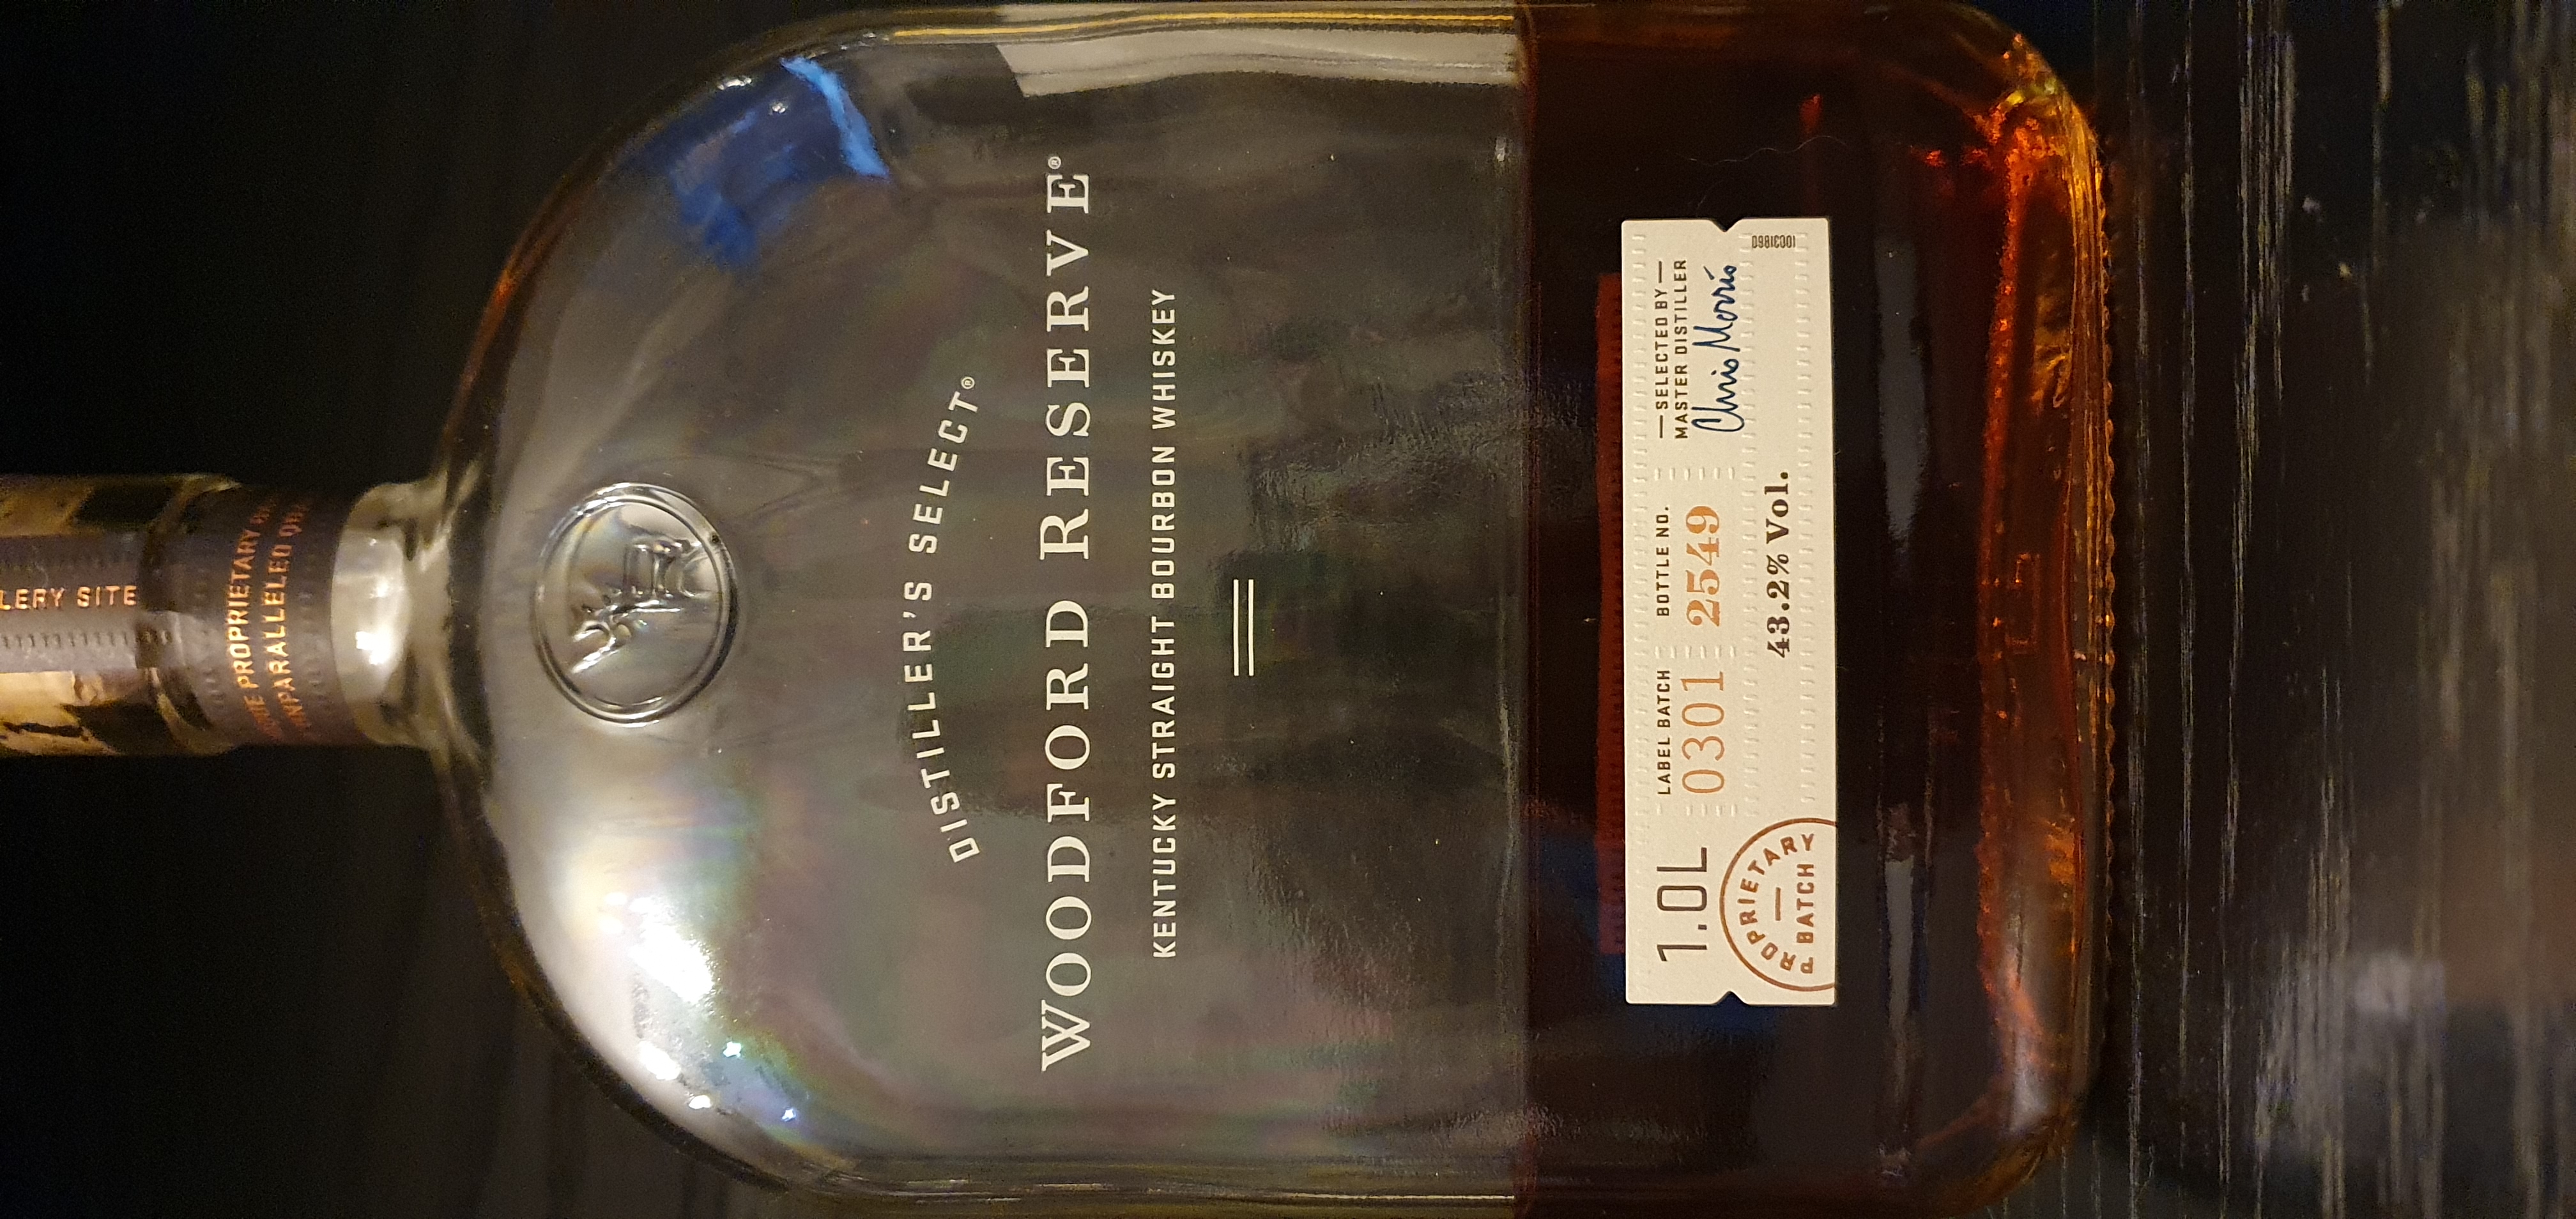 LERY SITE
PROPRIETARY
DISTILLER'S SELECT®
WOODFORD RESERVE®
KENTUCKY STRAIGHT BOURBON WHISKEY
1.0L
LABEL BATCH BOTTLE NO.
0301 2549
43.2% Vol.
— SELECTED BY —
MASTER DISTILLER
Chris Morris
PROPRIETARY
— BATCH